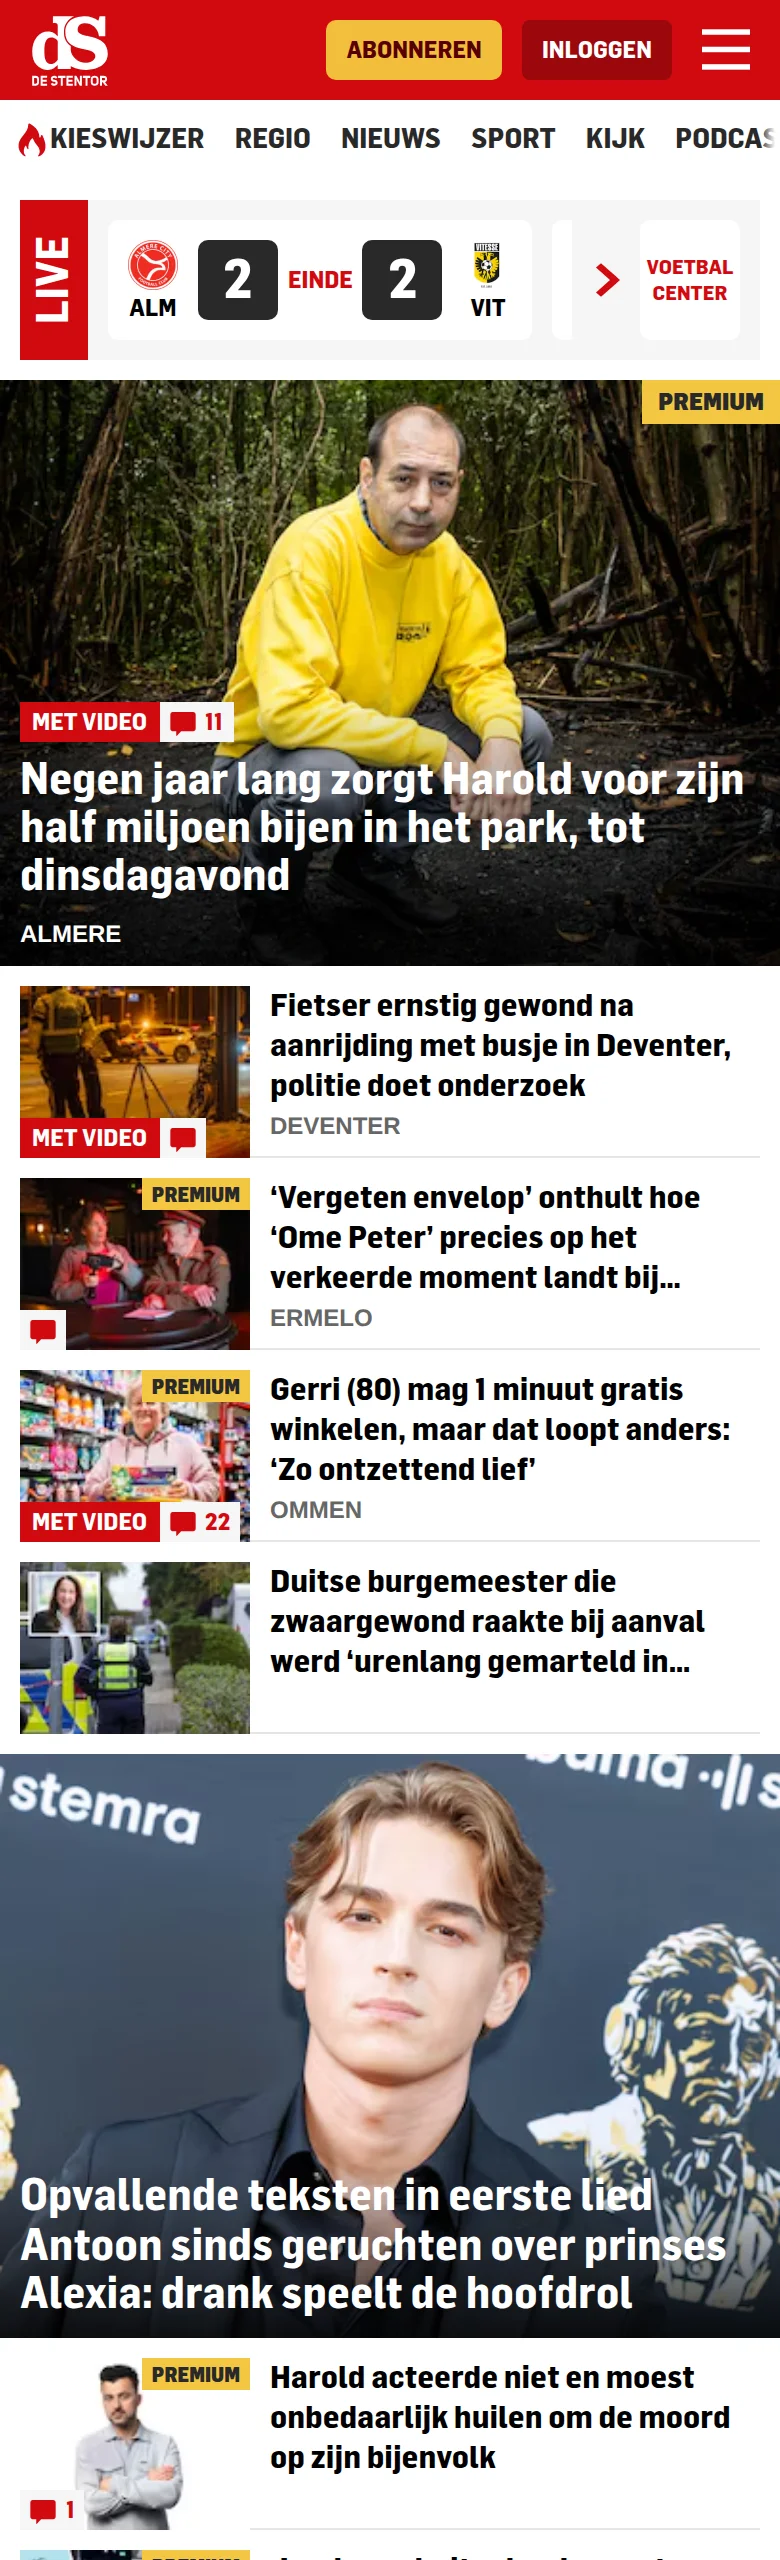 dS
DE STENTOR
ABONNEREN
INLOGGEN
KIESWIJZER REGIO NIEUWS SPORT KIJK PODCAS
LIVE
ALMERE CITY
ALM
2
EINDE
2
VITESSE
VIT
VOETBAL
CENTER
PREMIUM
MET VIDEO
11
Negen jaar lang zorgt Harold voor zijn
half miljoen bijen in het park, tot
dinsdagavond
ALMERE
MET VIDEO
Fietser ernstig gewond na
aanrijding met busje in Deventer,
politie doet onderzoek
DEVENTER
PREMIUM
‘Vergeten envelop’ onthult hoe
‘Ome Peter’ precies op het
verkeerde moment landt bij...
ERMELO
PREMIUM
MET VIDEO
22
Gerri (80) mag 1 minuut gratis
winkelen, maar dat loopt anders:
‘Zo ontzettend lief’
OMMEN
Duitse burgemeester die
zwaargewond raakte bij aanval
werd ‘urenlang gemarteld in...
stemra
buma s
Opvallende teksten in eerste lied
Antoon sinds geruchten over prinses
Alexia: drank speelt de hoofdrol
PREMIUM
1
Harold acteerde niet en moest
onbedaarlijk huilen om de moord
op zijn bijenvolk
PREMIUM